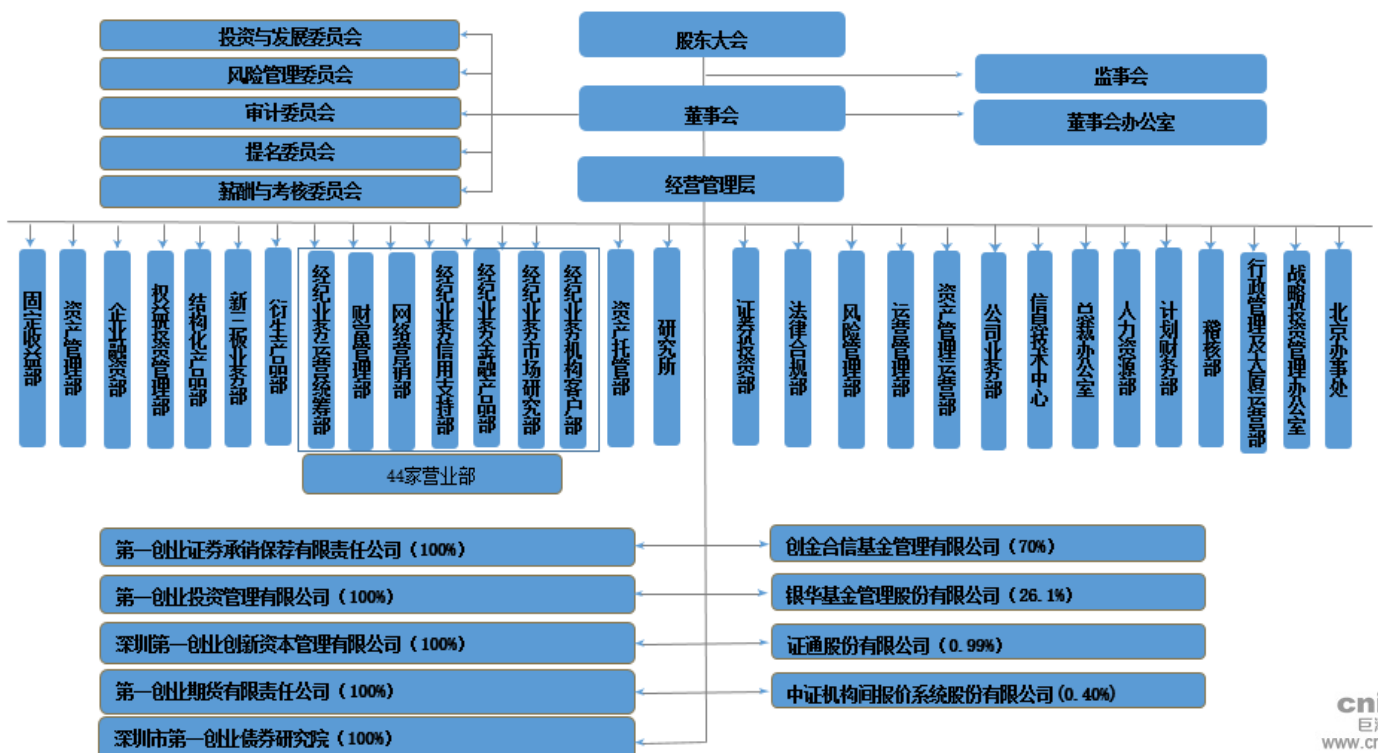 投资与发展委员会
股东大会
风险管理委员会
监事会
审计委员会
董事会
董事会办公室
提名委员会
经营管理层
薪酬与考核委员会
固定收益部
资产管理部
企业融资部
权益类投资管理部
结构化产品部
新三板业务部
衍生产品部
经纪业务运营统筹部
财富管理部
网络营销部
经纪业务信用支持部
经纪业务金融产品部
经纪业务市场研究部
经纪业务机构客户部
资产托管部
研究所
证券投资部
法律合规部
风险管理部
运营管理部
资产管理运营部
公司业务部
信息技术中心
总裁办公室
人力资源部
计划财务部
稽核部
行政管理及大厦运营部
战略投资管理办公室
北京办事处
44家营业部
第一创业证券承销保荐有限责任公司（100%）
创金合信基金管理有限公司（70%）
第一创业投资管理有限公司（100%）
银华基金管理股份有限公司（26.1%）
深圳第一创业创新资本管理有限公司（100%）
证通股份有限公司（0.99%）
第一创业期货有限责任公司（100%）
中证机构间报价系统股份有限公司(0.40%)
深圳市第一创业债券研究院（100%）